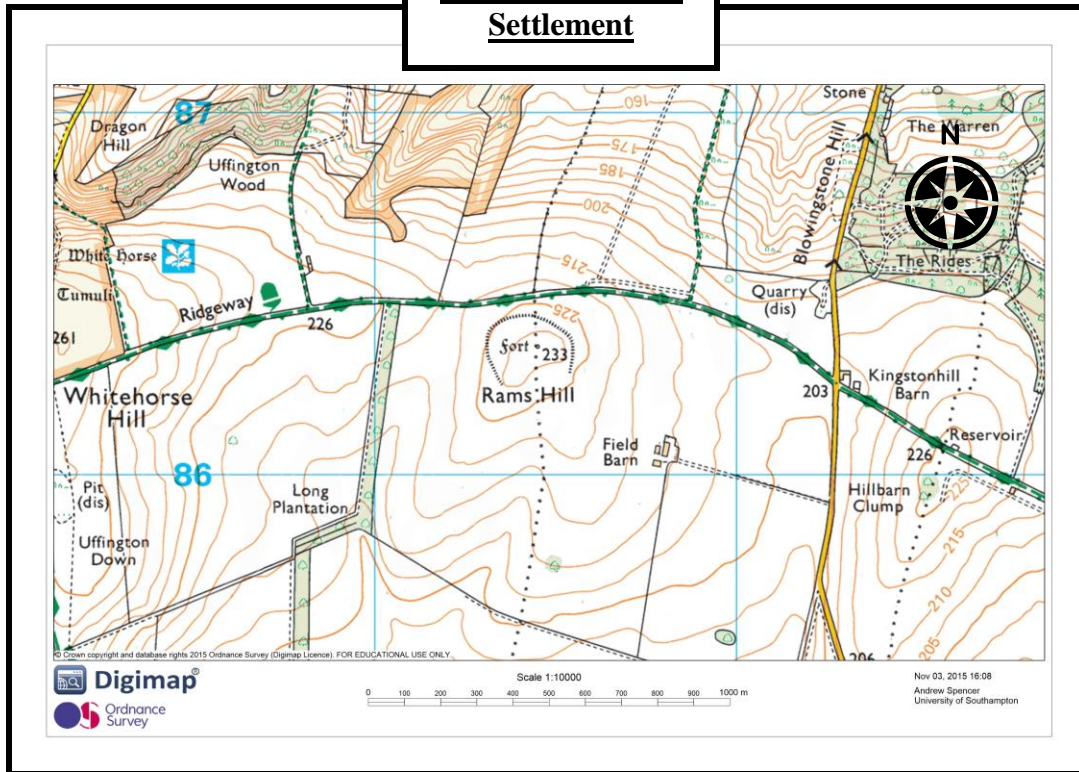 Settlement
87
160
Stone
Dragon
Hill
The Warren
N
175
Uffington
Wood
185
Blowingstone Hill
200
White Horse
The Rides
215
Tumuli
Ridgeway
Quarry
(dis)
226
225
261
Fort
233
Whitehorse
Hill
Rams Hill
203
Kingstonhill
Barn
Field
Barn
Reservoir
226
86
Pit
(dis)
Long
Plantation
Hillbarn
Clump
225
Uffington
Down
215
210
205
206
© Crown copyright and database rights 2015 Ordnance Survey (Digimap Licence). FOR EDUCATIONAL USE ONLY
Digimap®
Ordnance
Survey
Scale 1:10000
0 100 200 300 400 500 600 700 800 900 1000 m
Nov 03, 2015 16:08
Andrew Spencer
University of Southampton